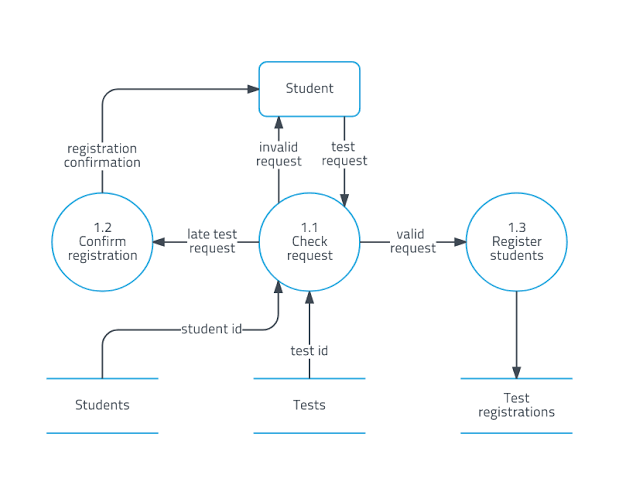 Student
registration
confirmation
invalid
request
test
request
1.2
Confirm
registration
late test
request
1.1
Check
request
valid
request
1.3
Register
students
student id
test id
Students
Tests
Test
registrations